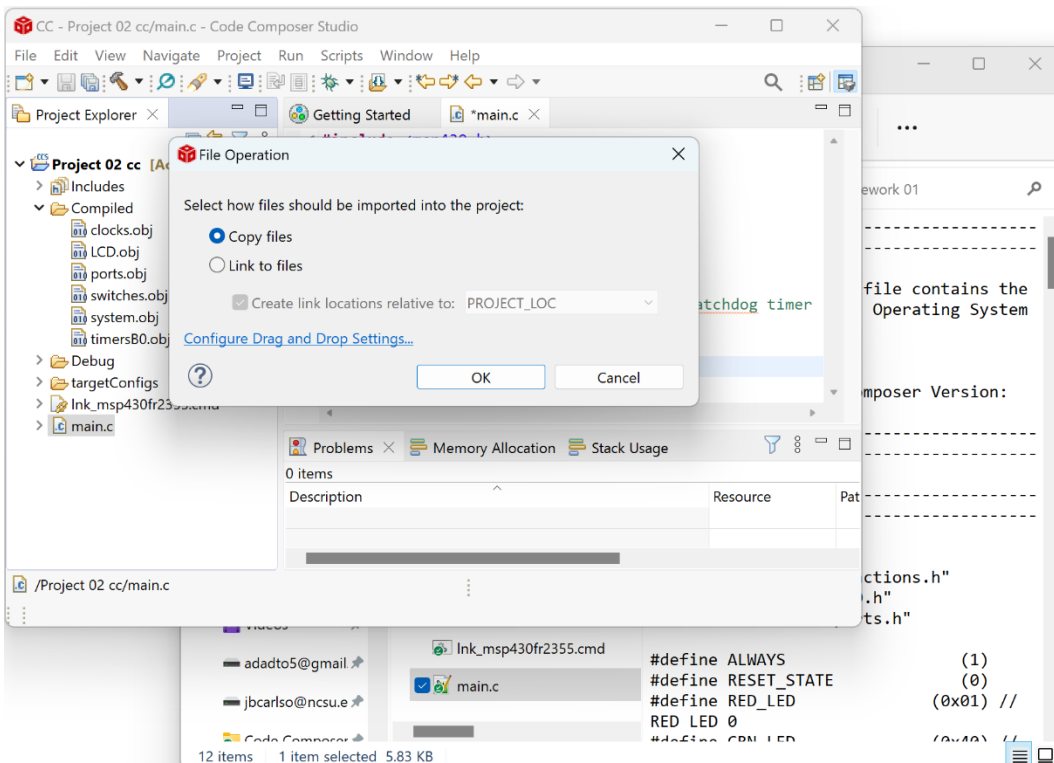 CC - Project 02 cc/main.c - Code Composer Studio
File Edit View Navigate Project Run Scripts Window Help
Project Explorer
Getting Started
*main.c
Project 02 cc
Includes
Compiled
clocks.obj
LCD.obj
ports.obj
switches.obj
system.obj
timersB0.obj
Debug
targetConfigs
main.c
File Operation
Select how files should be imported into the project:
Copy files
Link to files
Create link locations relative to: PROJECT_LOC
Configure Drag and Drop Settings...
?
OK
Cancel
atchdog timer
Problems
Memory Allocation
Stack Usage
0 items
Description
Resource
Pat
/Project 02 cc/main.c
ework 01
--------------------
--------------------
file contains the
Operating System
mposer Version:
--------------------
--------------------
--------------------
--------------------
ctions.h"
.h"
ts.h"
adadto5@gmail.
jbcarlso@ncsu.e
lnk_msp430fr2355.cmd
main.c
#define ALWAYS (1)
#define RESET_STATE (0)
#define RED_LED (0x01) //
RED LED 0
12 items
1 item selected 5.83 KB